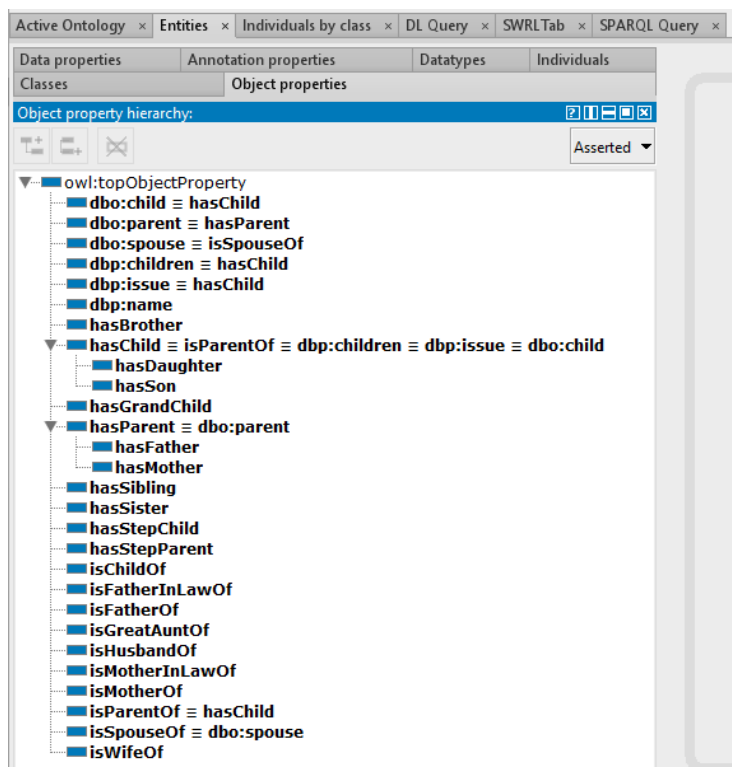 Active Ontology × Entities × Individuals by class × DL Query × SWRLTab × SPARQL Query ×
Data properties Annotation properties Datatypes Individuals
Classes Object properties
Object property hierarchy:
Asserted
owl:topObjectProperty
dbo:child ≡ hasChild
dbo:parent ≡ hasParent
dbo:spouse ≡ isSpouseOf
dbp:children ≡ hasChild
dbp:issue ≡ hasChild
dbp:name
hasBrother
hasChild ≡ isParentOf ≡ dbp:children ≡ dbp:issue ≡ dbo:child
hasDaughter
hasSon
hasGrandChild
hasParent ≡ dbo:parent
hasFather
hasMother
hasSibling
hasSister
hasStepChild
hasStepParent
isChildOf
isFatherInLawOf
isFatherOf
isGreatAuntOf
isHusbandOf
isMotherInLawOf
isMotherOf
isParentOf ≡ hasChild
isSpouseOf ≡ dbo:spouse
isWifeOf